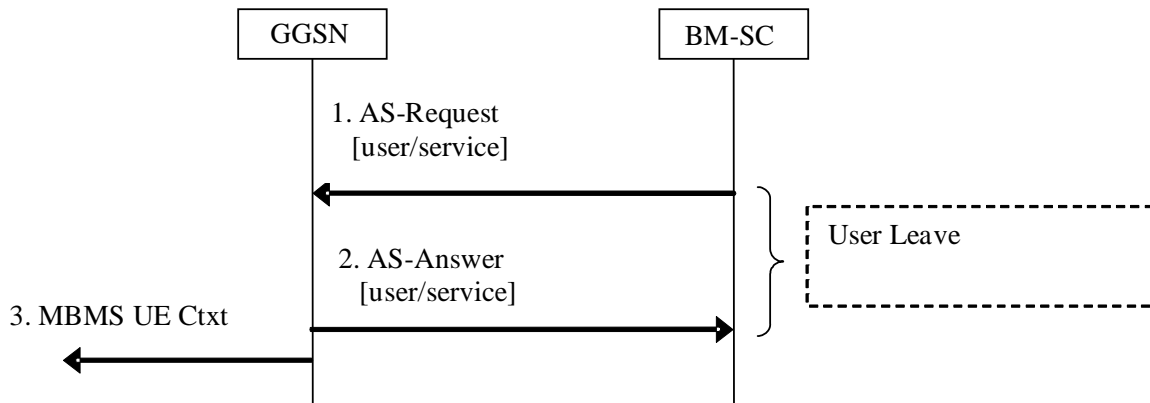 GGSN
BM-SC
1. AS-Request
[user/service]
User Leave
2. AS-Answer
[user/service]
3. MBMS UE Ctxt